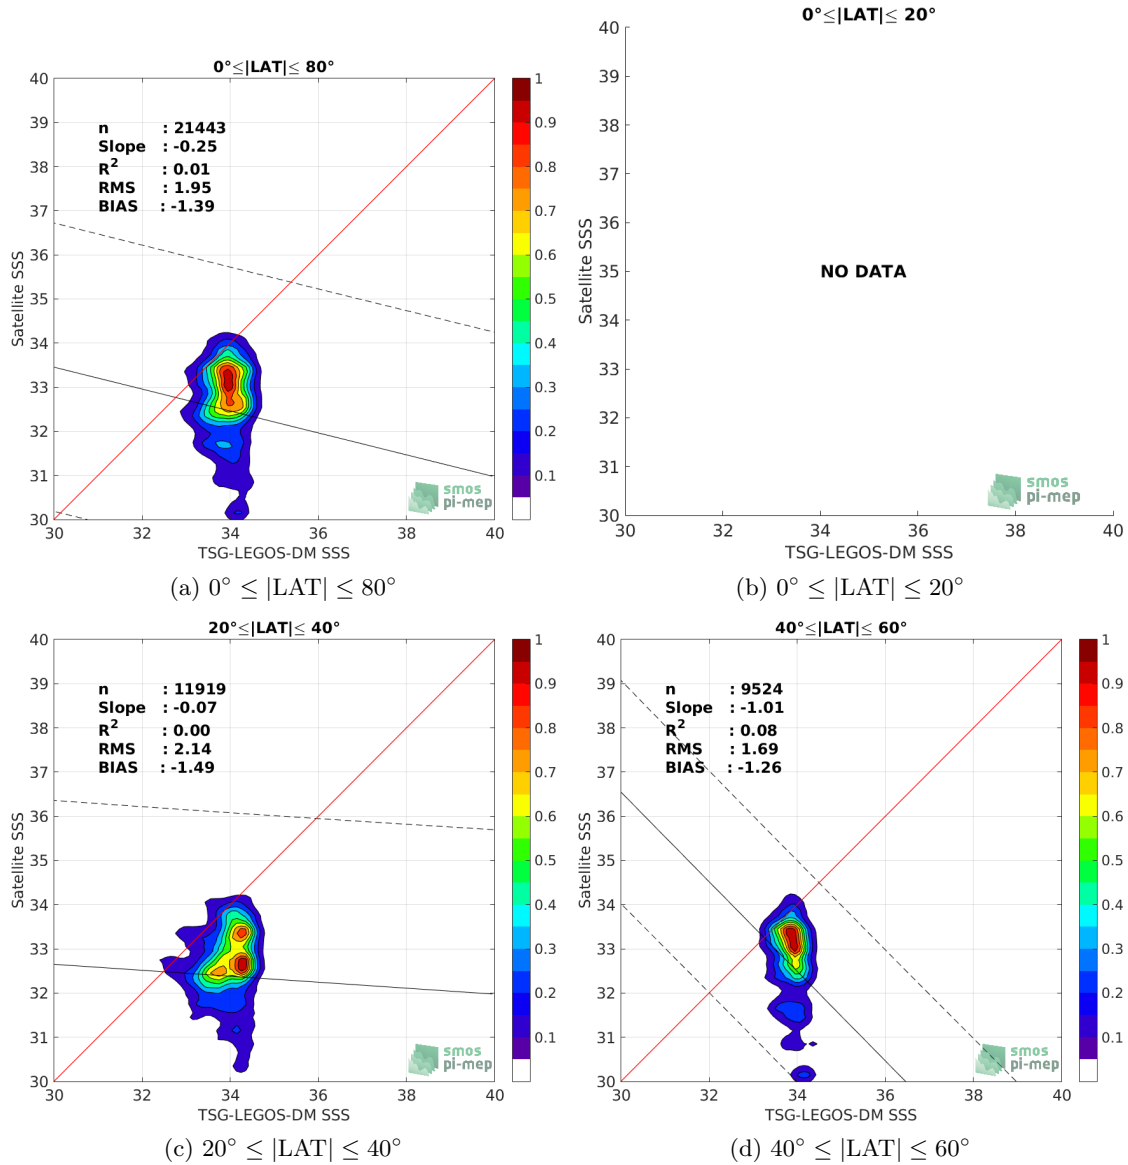 0°≤|LAT|≤ 80°
n : 21443
Slope : -0.25
R2 : 0.01
RMS : 1.95
BIAS : -1.39
40
39
38
37
36
35
34
33
32
31
30
30 32 34 36 38 40
Satellite SSS
TSG-LEGOS-DM SSS
1
0.9
0.8
0.7
0.6
0.5
0.4
0.3
0.2
0.1
smos
pi-mep
(a) 0° ≤ |LAT| ≤ 80°
0°≤|LAT|≤ 20°
40
39
38
37
36
35
34
33
32
31
30
30 32 34 36 38 40
Satellite SSS
NO DATA
TSG-LEGOS-DM SSS
smos
pi-mep
(b) 0° ≤ |LAT| ≤ 20°
20°≤|LAT|≤ 40°
n : 11919
Slope : -0.07
R2 : 0.00
RMS : 2.14
BIAS : -1.49
40
39
38
37
36
35
34
33
32
31
30
30 32 34 36 38 40
Satellite SSS
TSG-LEGOS-DM SSS
1
0.9
0.8
0.7
0.6
0.5
0.4
0.3
0.2
0.1
smos
pi-mep
(c) 20° ≤ |LAT| ≤ 40°
40°≤|LAT|≤ 60°
n : 9524
Slope : -1.01
R2 : 0.08
RMS : 1.69
BIAS : -1.26
40
39
38
37
36
35
34
33
32
31
30
30 32 34 36 38 40
Satellite SSS
TSG-LEGOS-DM SSS
1
0.9
0.8
0.7
0.6
0.5
0.4
0.3
0.2
0.1
smos
pi-mep
(d) 40° ≤ |LAT| ≤ 60°